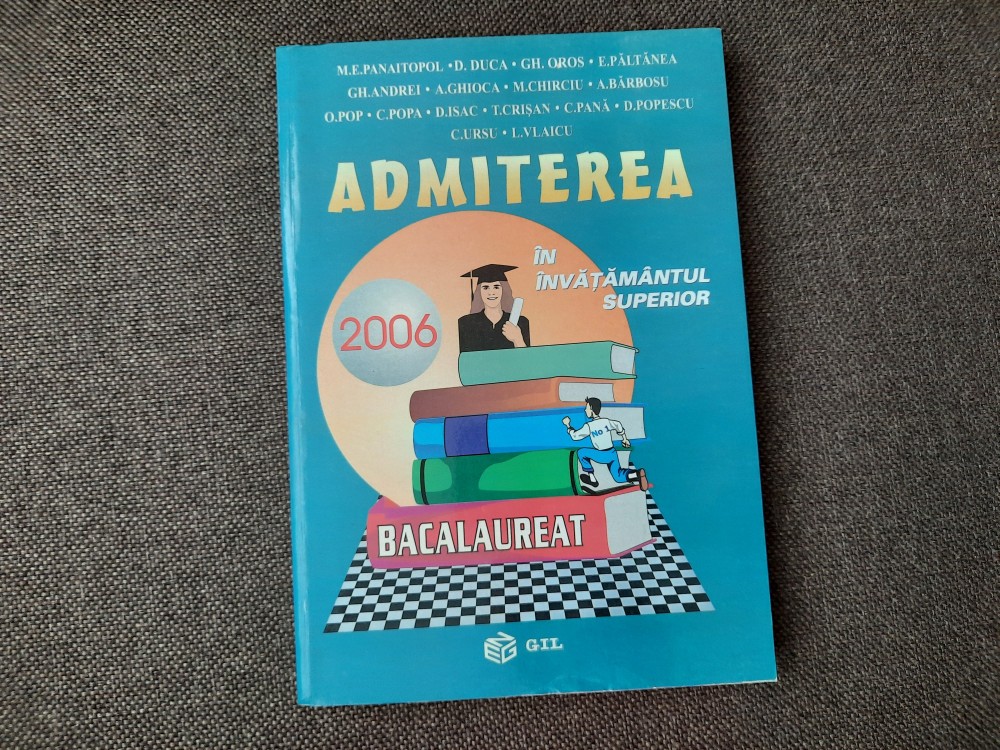 M.E.PANAITOPOL • D. DUCA • GH. OROS • E.PĂLTĂNEA
GH.ANDREI • A.GHIOCA • M.CHIRCIU • A.BĂRBOSU
O.POP • C.POPA • D.ISAC • T.CRIŞAN • C.PANĂ • D.POPESCU
C.URSU • L.VLAICU
ADMITEREA
ÎN
ÎNVĂŢĂMÂNTUL
SUPERIOR
2006
No 1
BACALAUREAT
GIL